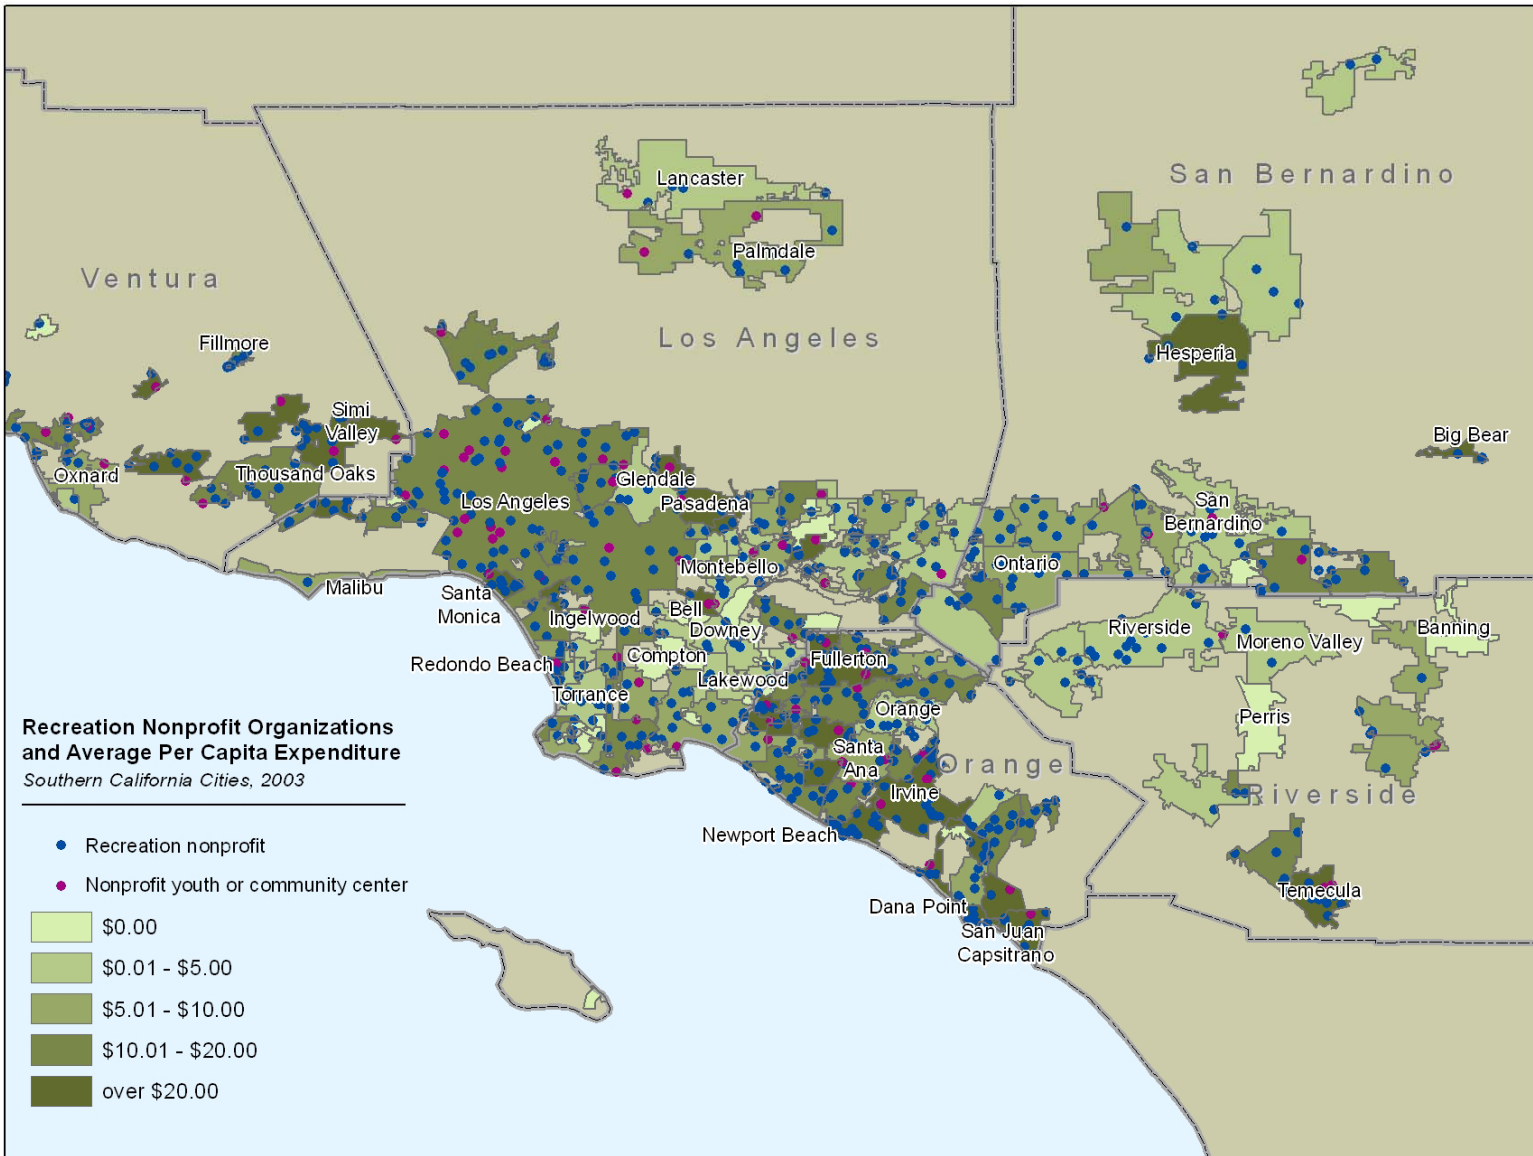 San Bernardino
Lancaster
Palmdale
Ventura
Los Angeles
Fillmore
Hesperia
Simi
Valley
Big Bear
Oxnard
Thousand Oaks
Los Angeles
Glendale
Pasadena
San
Bernardino
Montebello
Ontario
Malibu
Santa
Monica
Ingelwood
Bell
Downey
Riverside
Moreno Valley
Banning
Redondo Beach
Compton
Fullerton
Lakewood
Torrance
Orange
Perris
Santa
Ana
Orange
Irvine
Riverside
Newport Beach
Temecula
Dana Point
San Juan
Capsitrano
Recreation Nonprofit Organizations
and Average Per Capita Expenditure
Southern California Cities, 2003
Recreation nonprofit
Nonprofit youth or community center
$0.00
$0.01 - $5.00
$5.01 - $10.00
$10.01 - $20.00
over $20.00